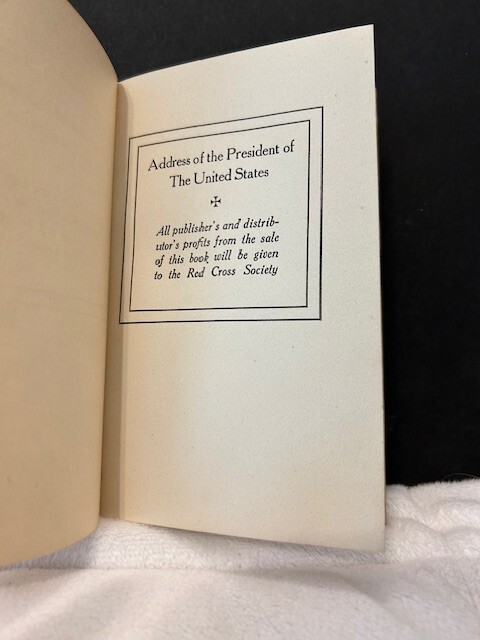 Address of the President of
The United States
✠
All publisher's and distrib-
utor's profits from the sale
of this book will be given
to the Red Cross Society